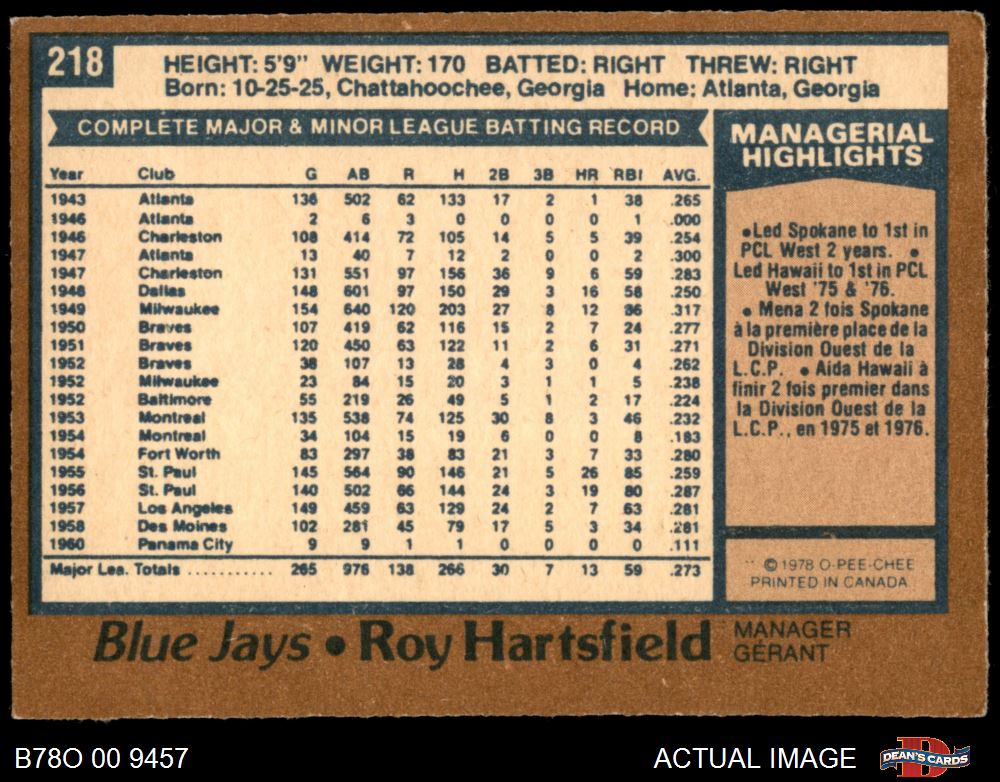 218
HEIGHT: 5'9" WEIGHT: 170 BATTED: RIGHT THREW: RIGHT
Born: 10-25-25, Chattahoochee, Georgia Home: Atlanta, Georgia
COMPLETE MAJOR & MINOR LEAGUE BATTING RECORD
Year Club G AB R H 2B 3B HR RBI AVG.
1943 Atlanta 136 502 62 133 17 2 1 38 .265
1946 Atlanta 2 6 3 0 0 0 0 1 .000
1946 Charleston 108 414 72 105 14 5 5 39 .254
1947 Atlanta 13 40 7 12 2 0 0 2 .300
1947 Charleston 131 551 97 156 36 9 6 59 .283
1948 Dallas 148 601 97 150 29 3 16 58 .250
1949 Milwaukee 154 640 120 203 27 8 12 86 .317
1950 Braves 107 419 62 116 15 2 7 24 .277
1951 Braves 120 450 63 122 11 2 6 31 .271
1952 Braves 38 107 13 28 4 3 0 4 .262
1952 Milwaukee 23 84 15 20 3 1 1 5 .238
1952 Baltimore 55 219 26 49 5 1 2 17 .224
1953 Montreal 135 538 74 125 30 8 3 46 .232
1954 Montreal 34 104 15 19 6 0 0 8 .183
1954 Fort Worth 83 297 38 83 21 3 7 33 .280
1955 St. Paul 145 564 90 146 21 5 26 85 .259
1956 St. Paul 140 502 66 144 24 3 19 80 .287
1957 Los Angeles 149 459 63 129 24 2 7 63 .281
1958 Des Moines 102 281 45 79 17 5 3 34 .281
1960 Panama City 9 9 1 1 0 0 0 0 .111
Major Lea. Totals ........... 265 976 138 266 30 7 13 59 .273
MANAGERIAL
HIGHLIGHTS
•Led Spokane to 1st in
PCL West 2 years. •
Led Hawaii to 1st in PCL
West '75 & '76.
• Mena 2 fois Spokane
à la première place de la
Division Ouest de la
L.C.P. • Aida Hawaii à
finir 2 fois premier dans
la Division Ouest de la
L.C.P., en 1975 et 1976.
© 1978 O-PEE-CHEE
PRINTED IN CANADA
Blue Jays • Roy Hartsfield
MANAGER
GÉRANT
B78O 00 9457
ACTUAL IMAGE
DEAN'S CARDS